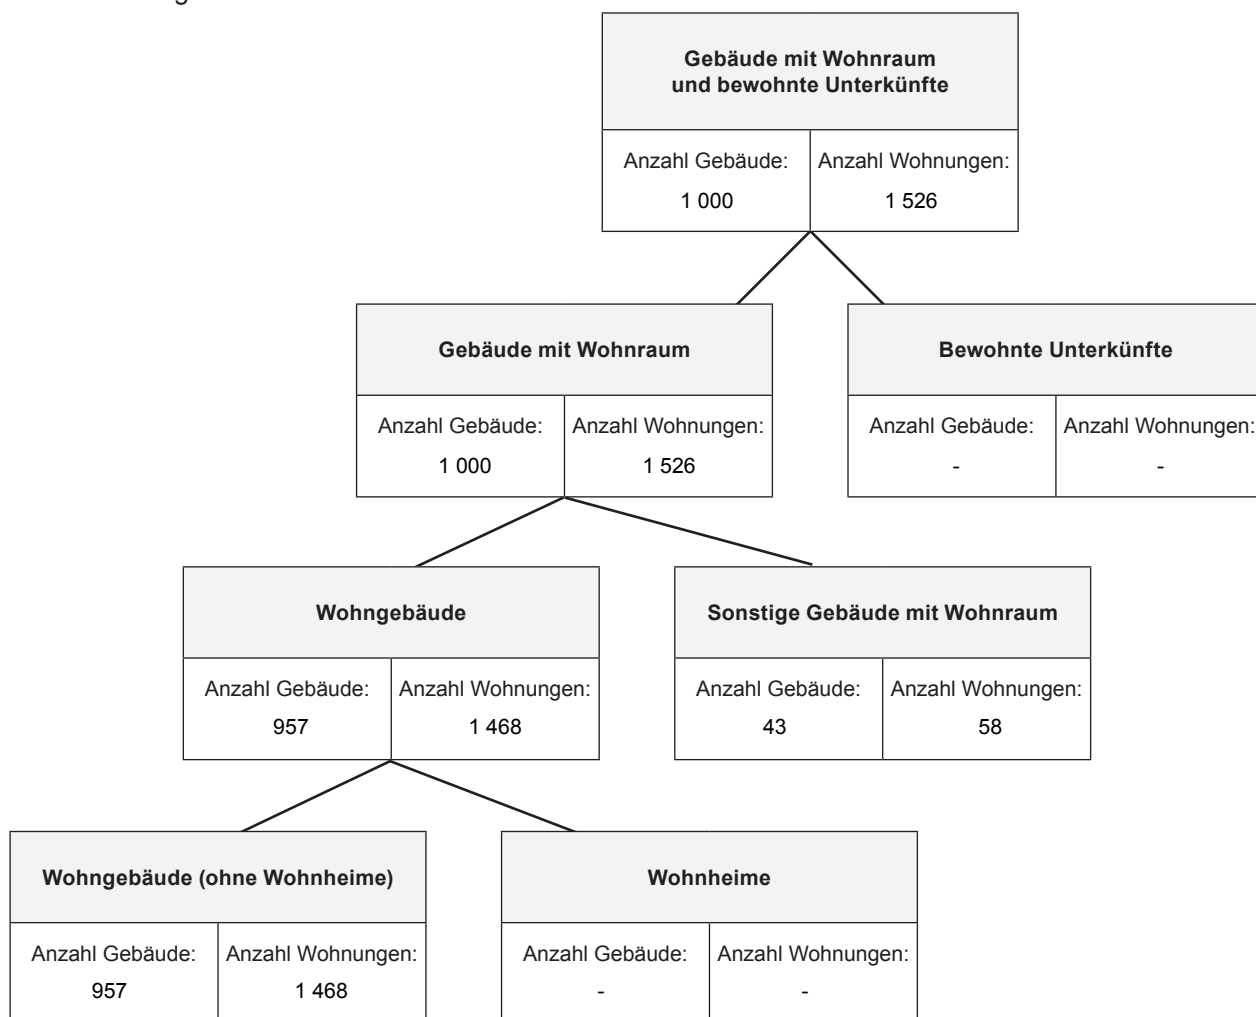 Gebäude mit Wohnraum
und bewohnte Unterkünfte
Anzahl Gebäude: Anzahl Wohnungen:
1 000 1 526
Gebäude mit Wohnraum Bewohnte Unterkünfte
Anzahl Gebäude: Anzahl Wohnungen: Anzahl Gebäude: Anzahl Wohnungen:
1 000 1 526 - -
Wohngebäude Sonstige Gebäude mit Wohnraum
Anzahl Gebäude: Anzahl Wohnungen: Anzahl Gebäude: Anzahl Wohnungen:
957 1 468 43 58
Wohngebäude (ohne Wohnheime) Wohnheime
Anzahl Gebäude: Anzahl Wohnungen: Anzahl Gebäude: Anzahl Wohnungen:
957 1 468 - -